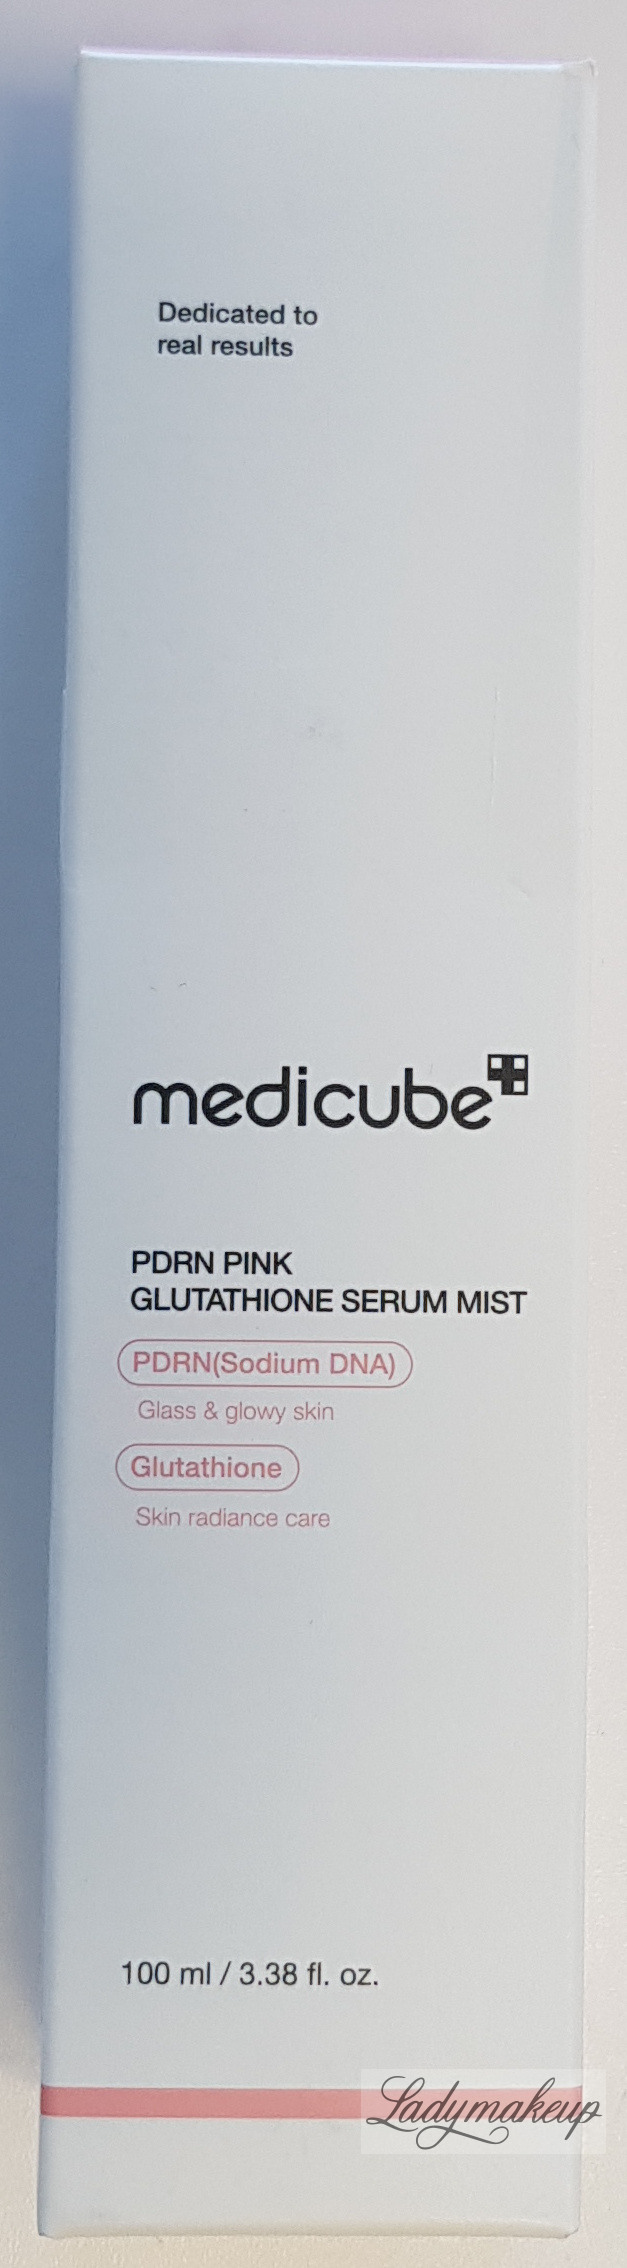 Dedicated to
real results
medicube
PDRN PINK
GLUTATHIONE SERUM MIST
PDRN(Sodium DNA)
Glass & glowy skin
Glutathione
Skin radiance care
100 ml / 3.38 fl. oz.
Ladymakeup